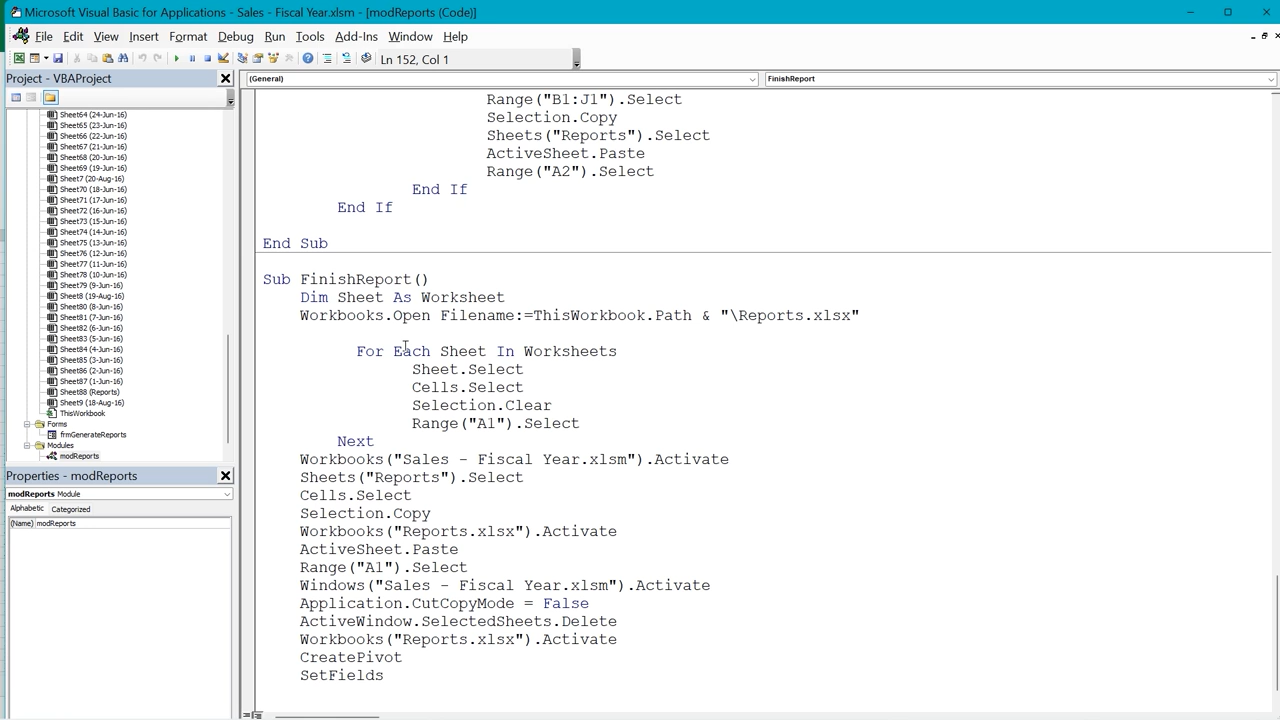 Microsoft Visual Basic for Applications - Sales - Fiscal Year.xlsm - [modReports (Code)]
File Edit View Insert Format Debug Run Tools Add-Ins Window Help
Ln 152, Col 1
Project - VBAProject
(General) FinishReport
Sheet64 (24-Jun-16)
Sheet65 (23-Jun-16)
Sheet66 (22-Jun-16)
Sheet67 (21-Jun-16)
Sheet68 (20-Jun-16)
Sheet69 (19-Jun-16)
Sheet7 (20-Aug-16)
Sheet70 (18-Jun-16)
Sheet71 (17-Jun-16)
Sheet72 (16-Jun-16)
Sheet73 (15-Jun-16)
Sheet74 (14-Jun-16)
Sheet75 (13-Jun-16)
Sheet76 (12-Jun-16)
Sheet77 (11-Jun-16)
Sheet78 (10-Jun-16)
Sheet79 (9-Jun-16)
Sheet8 (19-Aug-16)
Sheet80 (8-Jun-16)
Sheet81 (7-Jun-16)
Sheet82 (6-Jun-16)
Sheet83 (5-Jun-16)
Sheet84 (4-Jun-16)
Sheet85 (3-Jun-16)
Sheet86 (2-Jun-16)
Sheet87 (1-Jun-16)
Sheet88 (Reports)
Sheet9 (18-Aug-16)
ThisWorkbook
Forms
frmGenerateReports
Modules
modReports
Properties - modReports
modReports Module
Alphabetic Categorized
(Name) modReports
Range("B1:J1").Select
Selection.Copy
Sheets("Reports").Select
ActiveSheet.Paste
Range("A2").Select
End If
End If
End Sub
Sub FinishReport()
Dim Sheet As Worksheet
Workbooks.Open Filename:=ThisWorkbook.Path & "\Reports.xlsx"
For Each Sheet In Worksheets
Sheet.Select
Cells.Select
Selection.Clear
Range("A1").Select
Next
Workbooks("Sales - Fiscal Year.xlsm").Activate
Sheets("Reports").Select
Cells.Select
Selection.Copy
Workbooks("Reports.xlsx").Activate
ActiveSheet.Paste
Range("A1").Select
Windows("Sales - Fiscal Year.xlsm").Activate
Application.CutCopyMode = False
ActiveWindow.SelectedSheets.Delete
Workbooks("Reports.xlsx").Activate
CreatePivot
SetFields